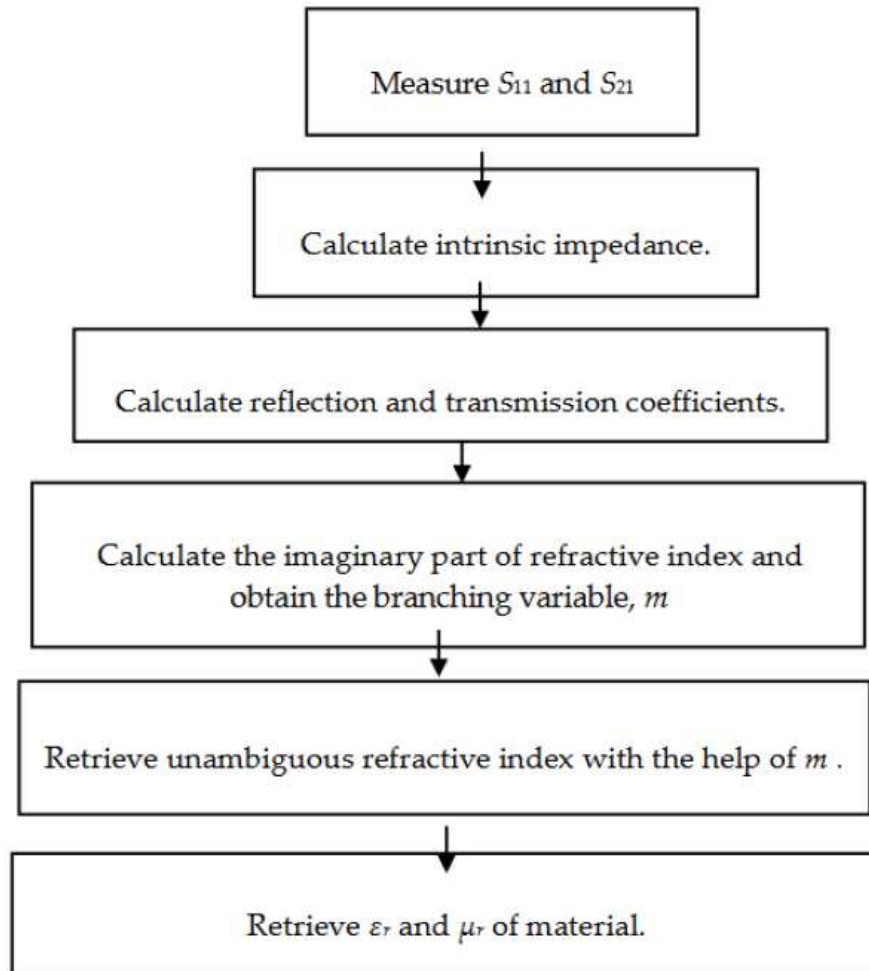 Measure S₁₁ and S₂₁
Calculate intrinsic impedance.
Calculate reflection and transmission coefficients.
Calculate the imaginary part of refractive index and
obtain the branching variable, m
Retrieve unambiguous refractive index with the help of m .
Retrieve εᵣ and μᵣ of material.